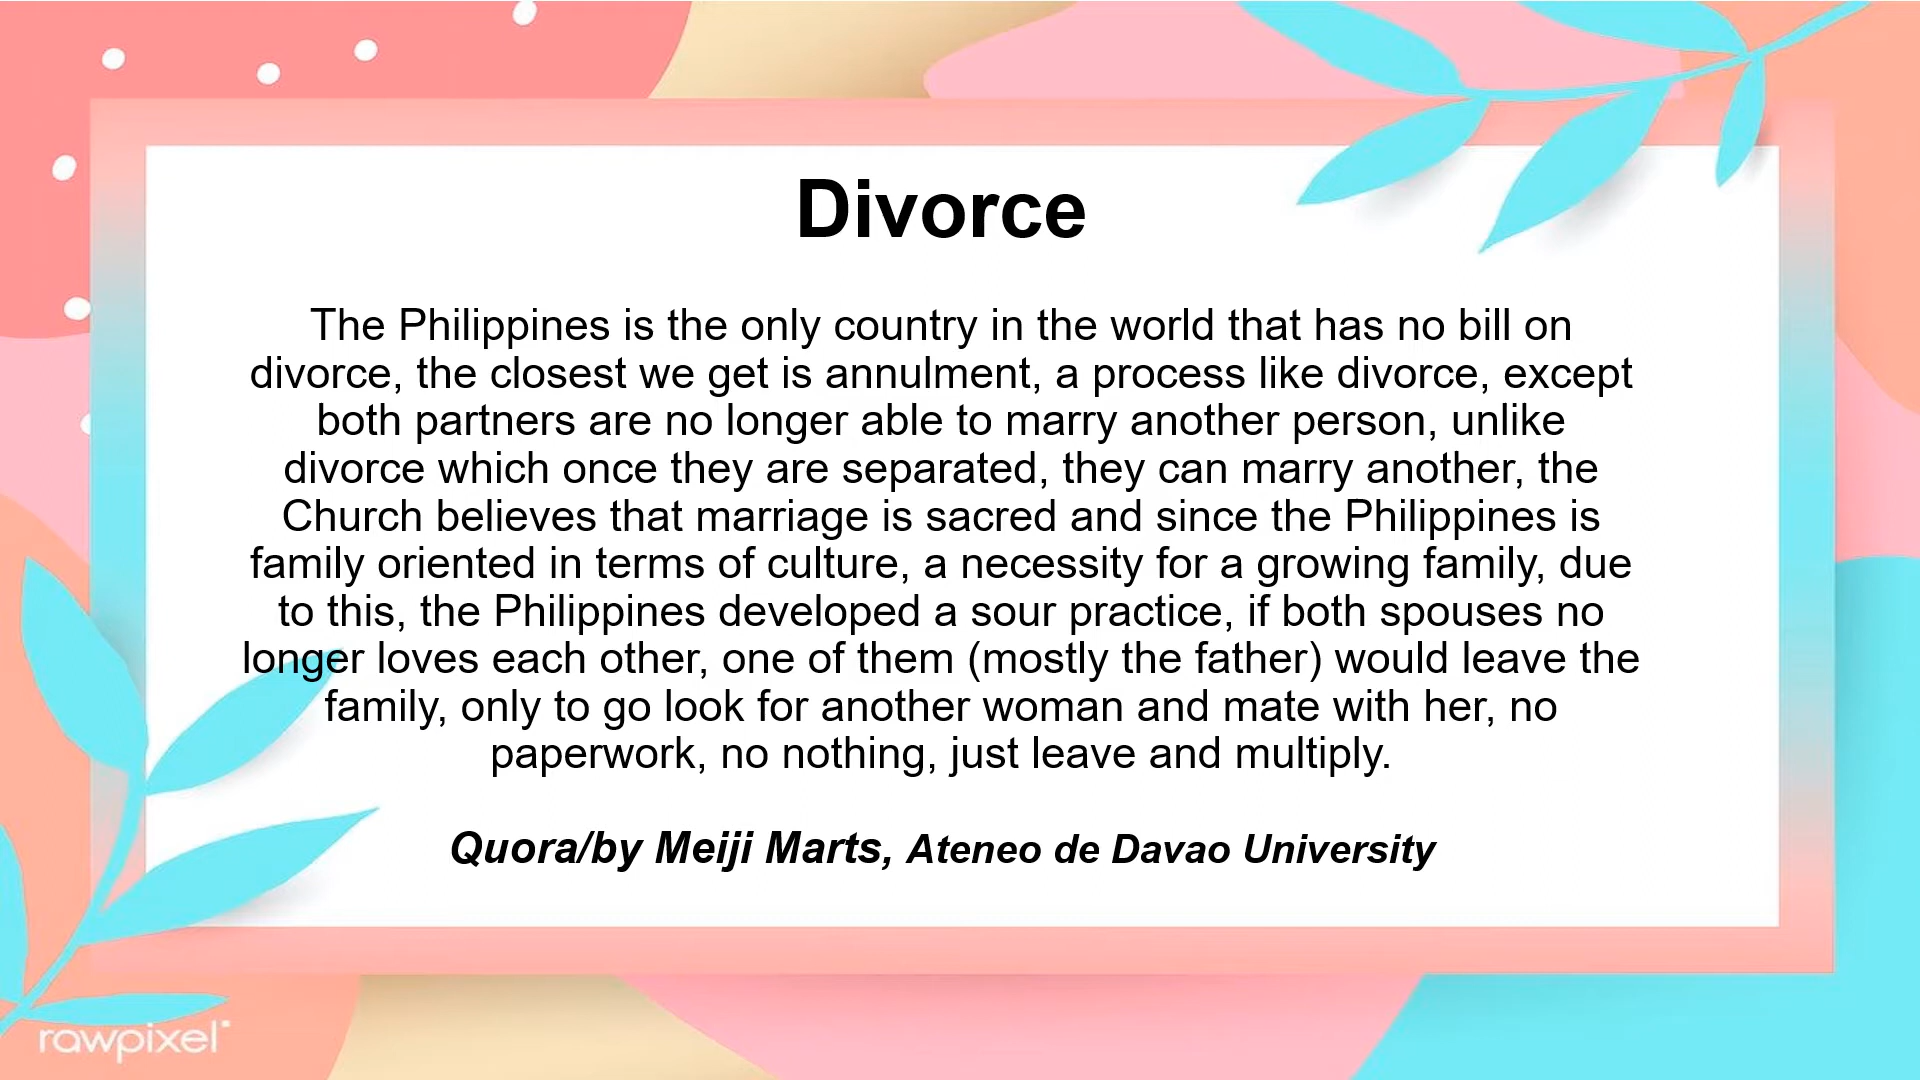 Divorce
The Philippines is the only country in the world that has no bill on
divorce, the closest we get is annulment, a process like divorce, except
both partners are no longer able to marry another person, unlike
divorce which once they are separated, they can marry another, the
Church believes that marriage is sacred and since the Philippines is
family oriented in terms of culture, a necessity for a growing family, due
to this, the Philippines developed a sour practice, if both spouses no
longer loves each other, one of them (mostly the father) would leave the
family, only to go look for another woman and mate with her, no
paperwork, no nothing, just leave and multiply.
Quora/by Meiji Marts, Ateneo de Davao University
rawpixel